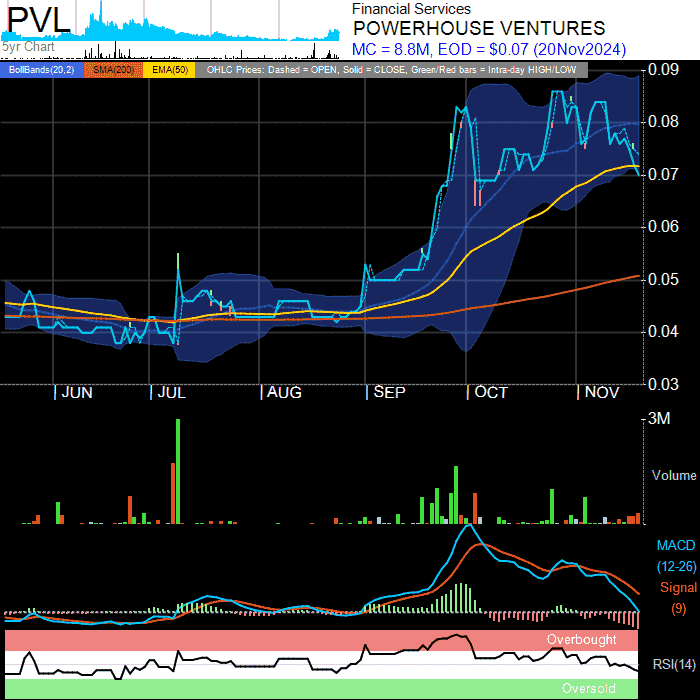 PVL
5yr Chart
Financial Services
POWERHOUSE VENTURES
MC = 8.8M, EOD = $0.07 (20Nov2024)
BollBands(20,2) SMA(200) EMA(50) OHLC Prices: Dashed = OPEN, Solid = CLOSE, Green/Red bars = Intra-day HIGH/LOW
0.09
0.08
0.07
0.06
0.05
0.04
0.03
JUN JUL AUG SEP OCT NOV
3M
Volume
MACD
(12-26)
Signal
(9)
Overbought
RSI(14)
Oversold